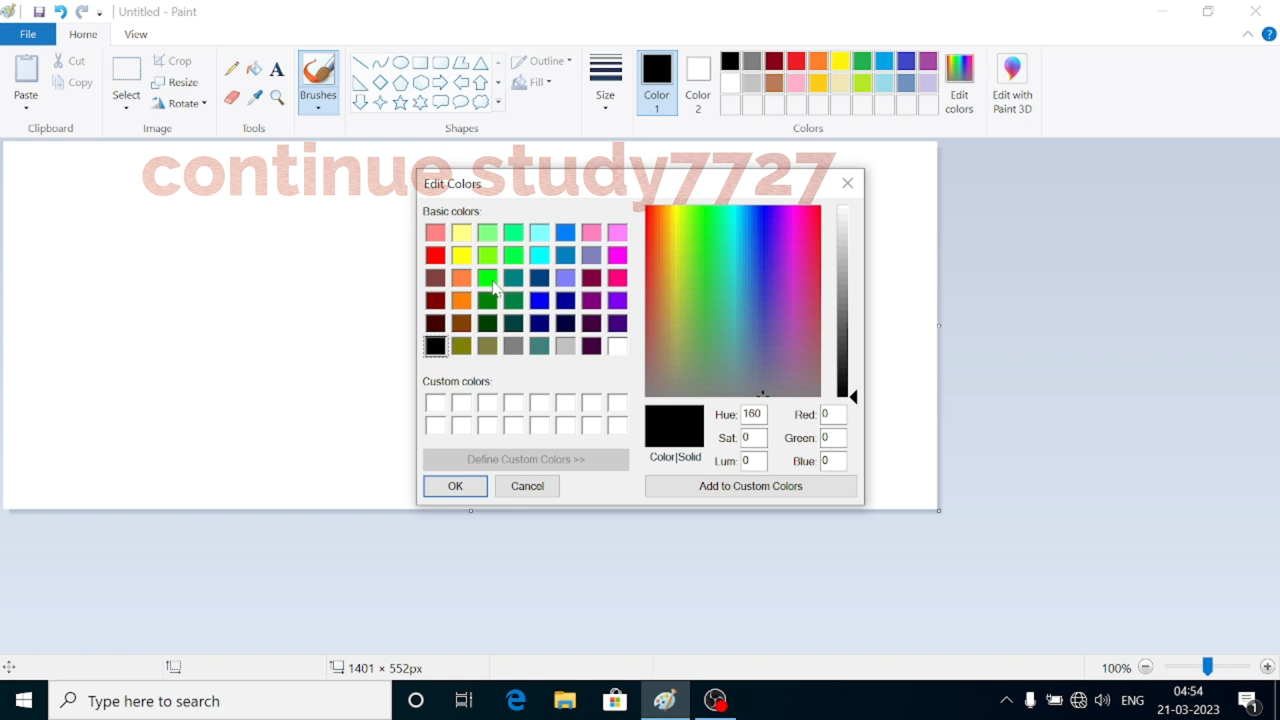 Untitled - Paint
File Home View
Paste
Cut
Copy
Clipboard
Select
Crop
Resize
Rotate
Image
Tools
Brushes
Outline
Fill
Shapes
Size
Color 1
Color 2
Edit colors
Colors
Edit with Paint 3D
continue study7727
Edit Colors
Basic colors:
Custom colors:
Define Custom Colors >>
OK Cancel
Color|Solid
Hue: 160 Red: 0
Sat: 0 Green: 0
Lum: 0 Blue: 0
Add to Custom Colors
1401 × 552px
100%
Type here to search
ENG
04:54
21-03-2023
1